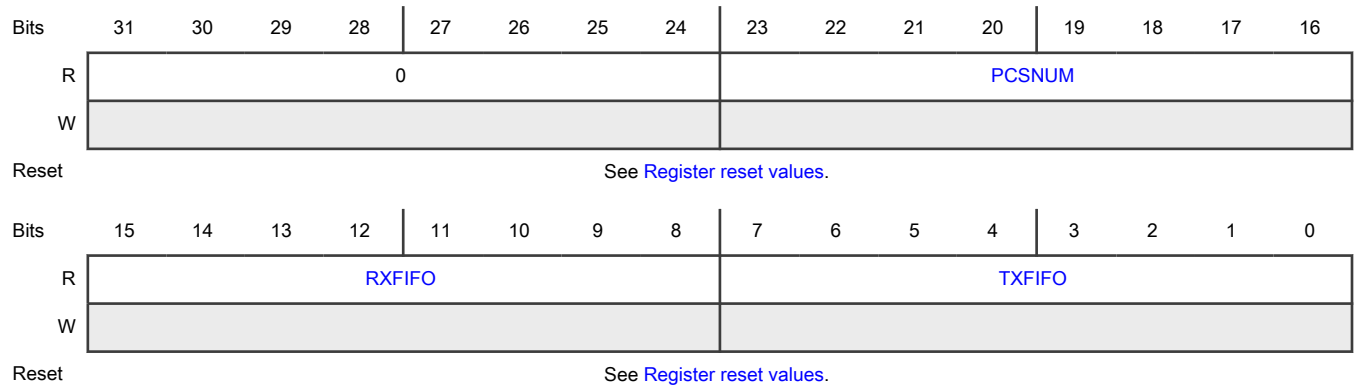 Bits 31 30 29 28 27 26 25 24 23 22 21 20 19 18 17 16
R 0 PCSNUM
W
Reset See Register reset values.
Bits 15 14 13 12 11 10 9 8 7 6 5 4 3 2 1 0
R RXFIFO TXFIFO
W
Reset See Register reset values.